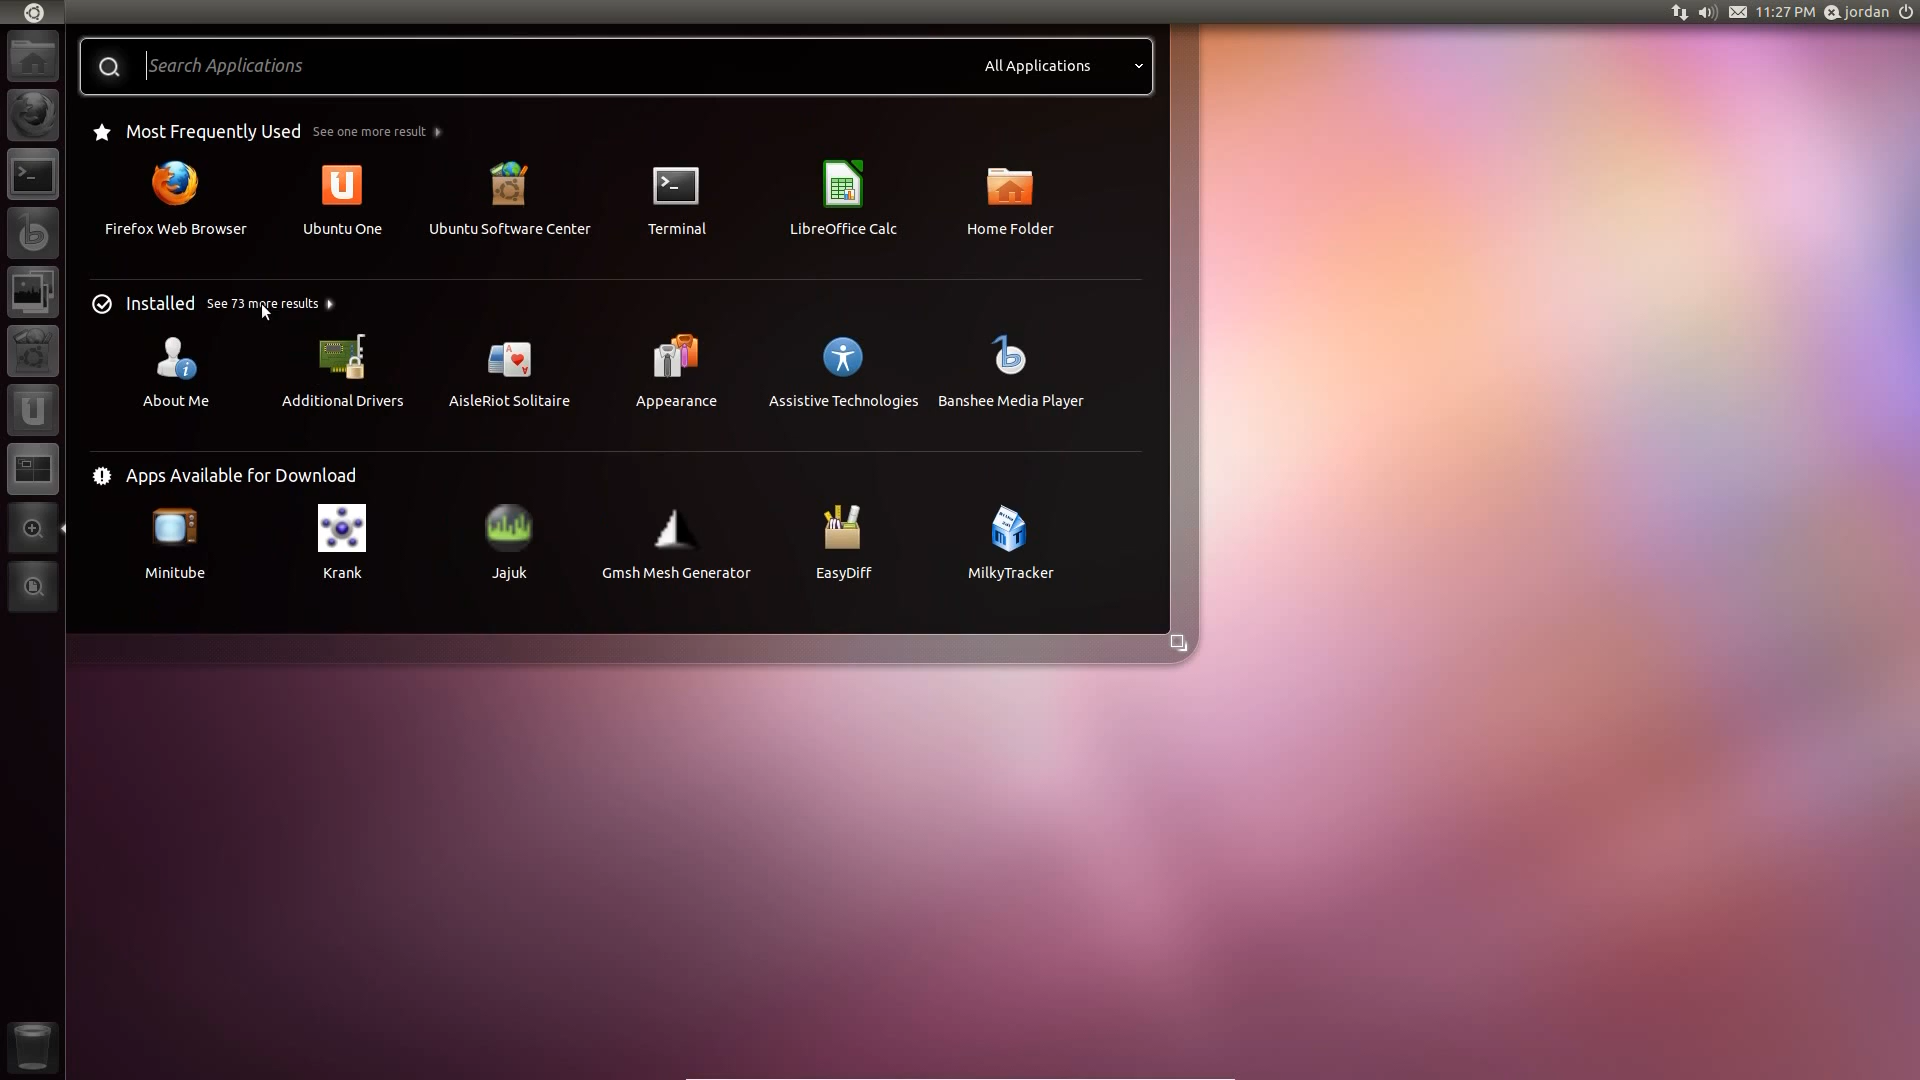 11:27 PM jordan
Search Applications All Applications
Most Frequently Used See one more result
Firefox Web Browser Ubuntu One Ubuntu Software Center Terminal LibreOffice Calc Home Folder
Installed See 73 more results
About Me Additional Drivers AisleRiot Solitaire Appearance Assistive Technologies Banshee Media Player
Apps Available for Download
Minitube Krank Jajuk Gmsh Mesh Generator EasyDiff MilkyTracker